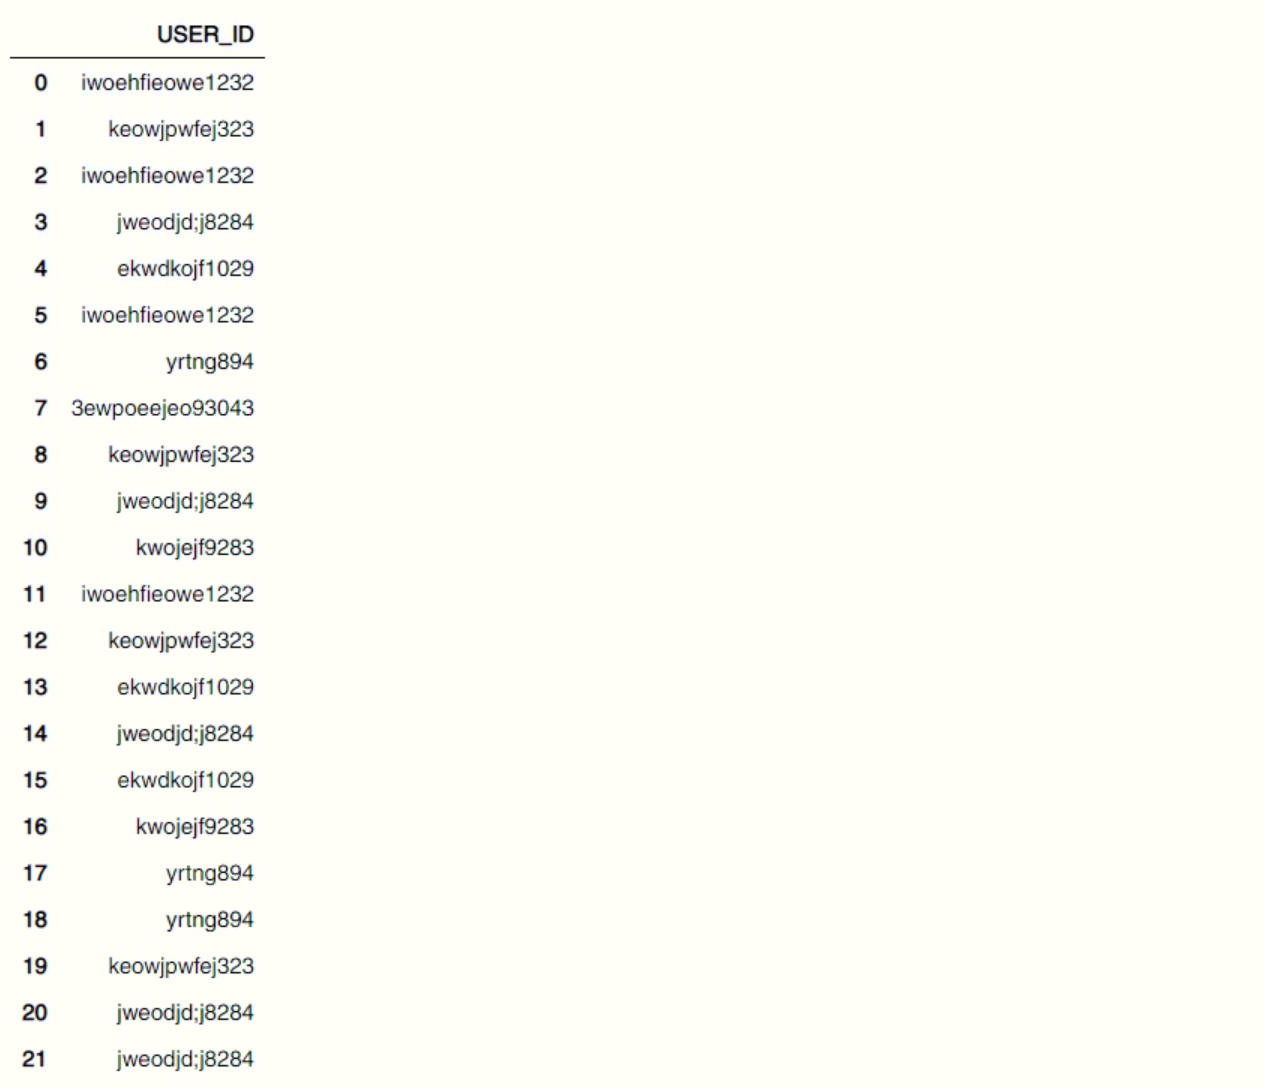 USER_ID
0 iwoehfieowe1232
1 keowjpwfej323
2 iwoehfieowe1232
3 jweodjd;j8284
4 ekwdkojf1029
5 iwoehfieowe1232
6 yrtng894
7 3ewpoeejeo93043
8 keowjpwfej323
9 jweodjd;j8284
10 kwojejf9283
11 iwoehfieowe1232
12 keowjpwfej323
13 ekwdkojf1029
14 jweodjd;j8284
15 ekwdkojf1029
16 kwojejf9283
17 yrtng894
18 yrtng894
19 keowjpwfej323
20 jweodjd;j8284
21 jweodjd;j8284